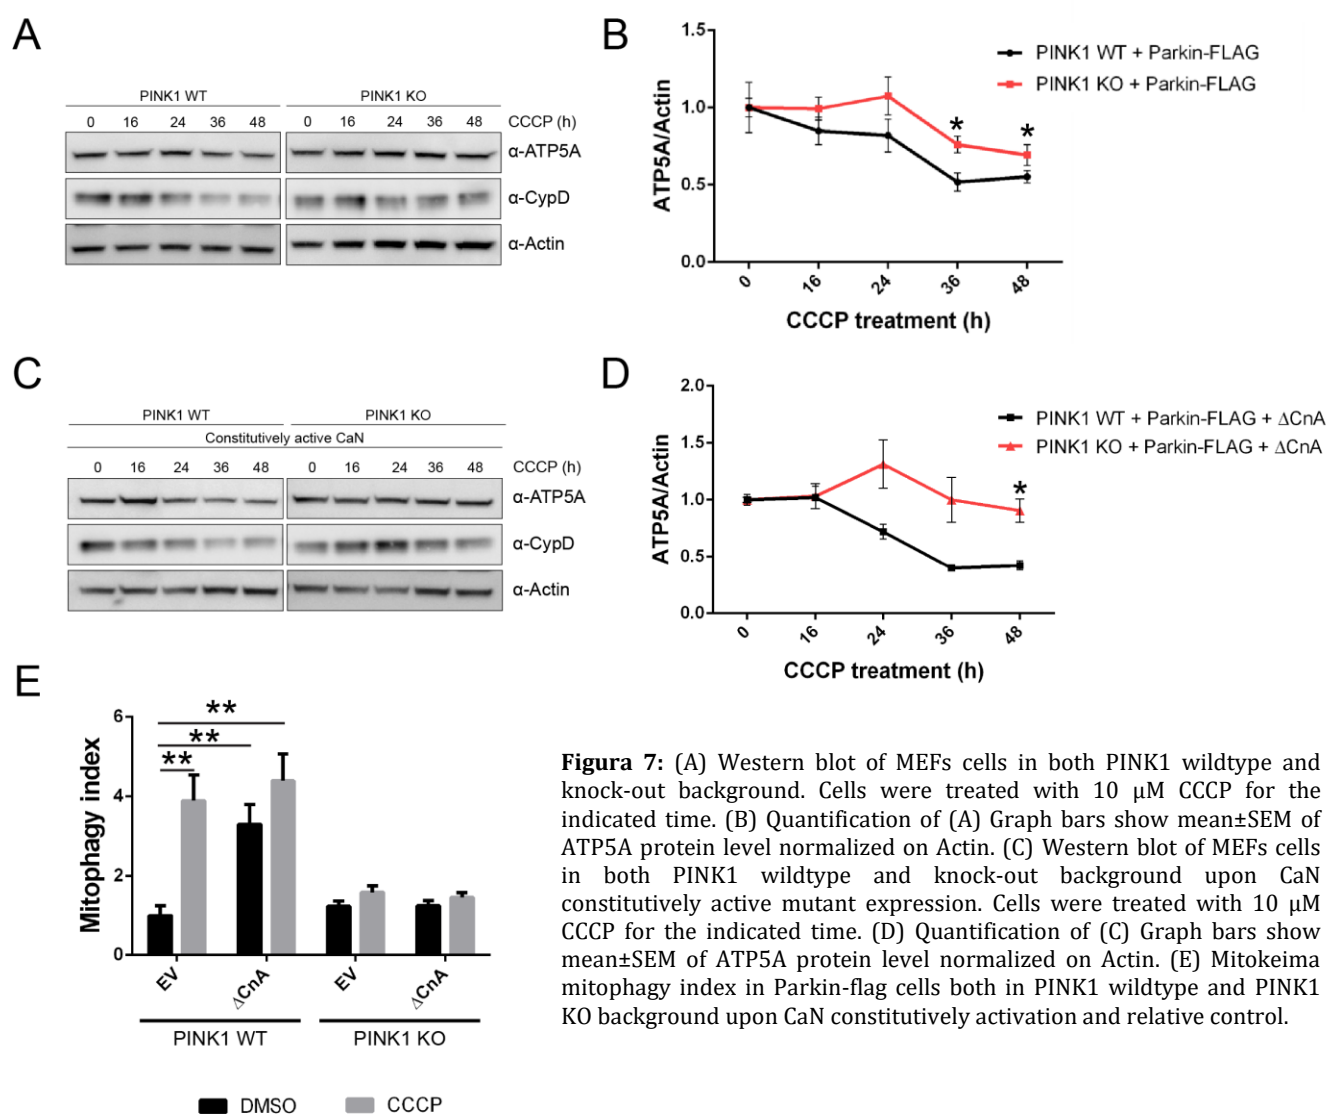 A
PINK1 WT PINK1 KO
0 16 24 36 48 0 16 24 36 48 CCCP (h)
α-ATP5A
α-CypD
α-Actin
B
1.5
1.0
0.5
0.0
ATP5A/Actin
PINK1 WT + Parkin-FLAG
PINK1 KO + Parkin-FLAG
* *
0 16 24 36 48
CCCP treatment (h)
C
PINK1 WT PINK1 KO
Constitutively active CaN
0 16 24 36 48 0 16 24 36 48 CCCP (h)
α-ATP5A
α-CypD
α-Actin
D
2.0
1.5
1.0
0.5
0.0
ATP5A/Actin
PINK1 WT + Parkin-FLAG + ΔCnA
PINK1 KO + Parkin-FLAG + ΔCnA
*
0 16 24 36 48
CCCP treatment (h)
E
6
4
2
0
Mitophagy index
**
**
**
EV ΔCnA EV ΔCnA
PINK1 WT PINK1 KO
DMSO CCCP
Figura 7: (A) Western blot of MEFs cells in both PINK1 wildtype and
knock-out background. Cells were treated with 10 μM CCCP for the
indicated time. (B) Quantification of (A) Graph bars show mean±SEM of
ATP5A protein level normalized on Actin. (C) Western blot of MEFs cells
in both PINK1 wildtype and knock-out background upon CaN
constitutively active mutant expression. Cells were treated with 10 μM
CCCP for the indicated time. (D) Quantification of (C) Graph bars show
mean±SEM of ATP5A protein level normalized on Actin. (E) Mitokeima
mitophagy index in Parkin-flag cells both in PINK1 wildtype and PINK1
KO background upon CaN constitutively activation and relative control.